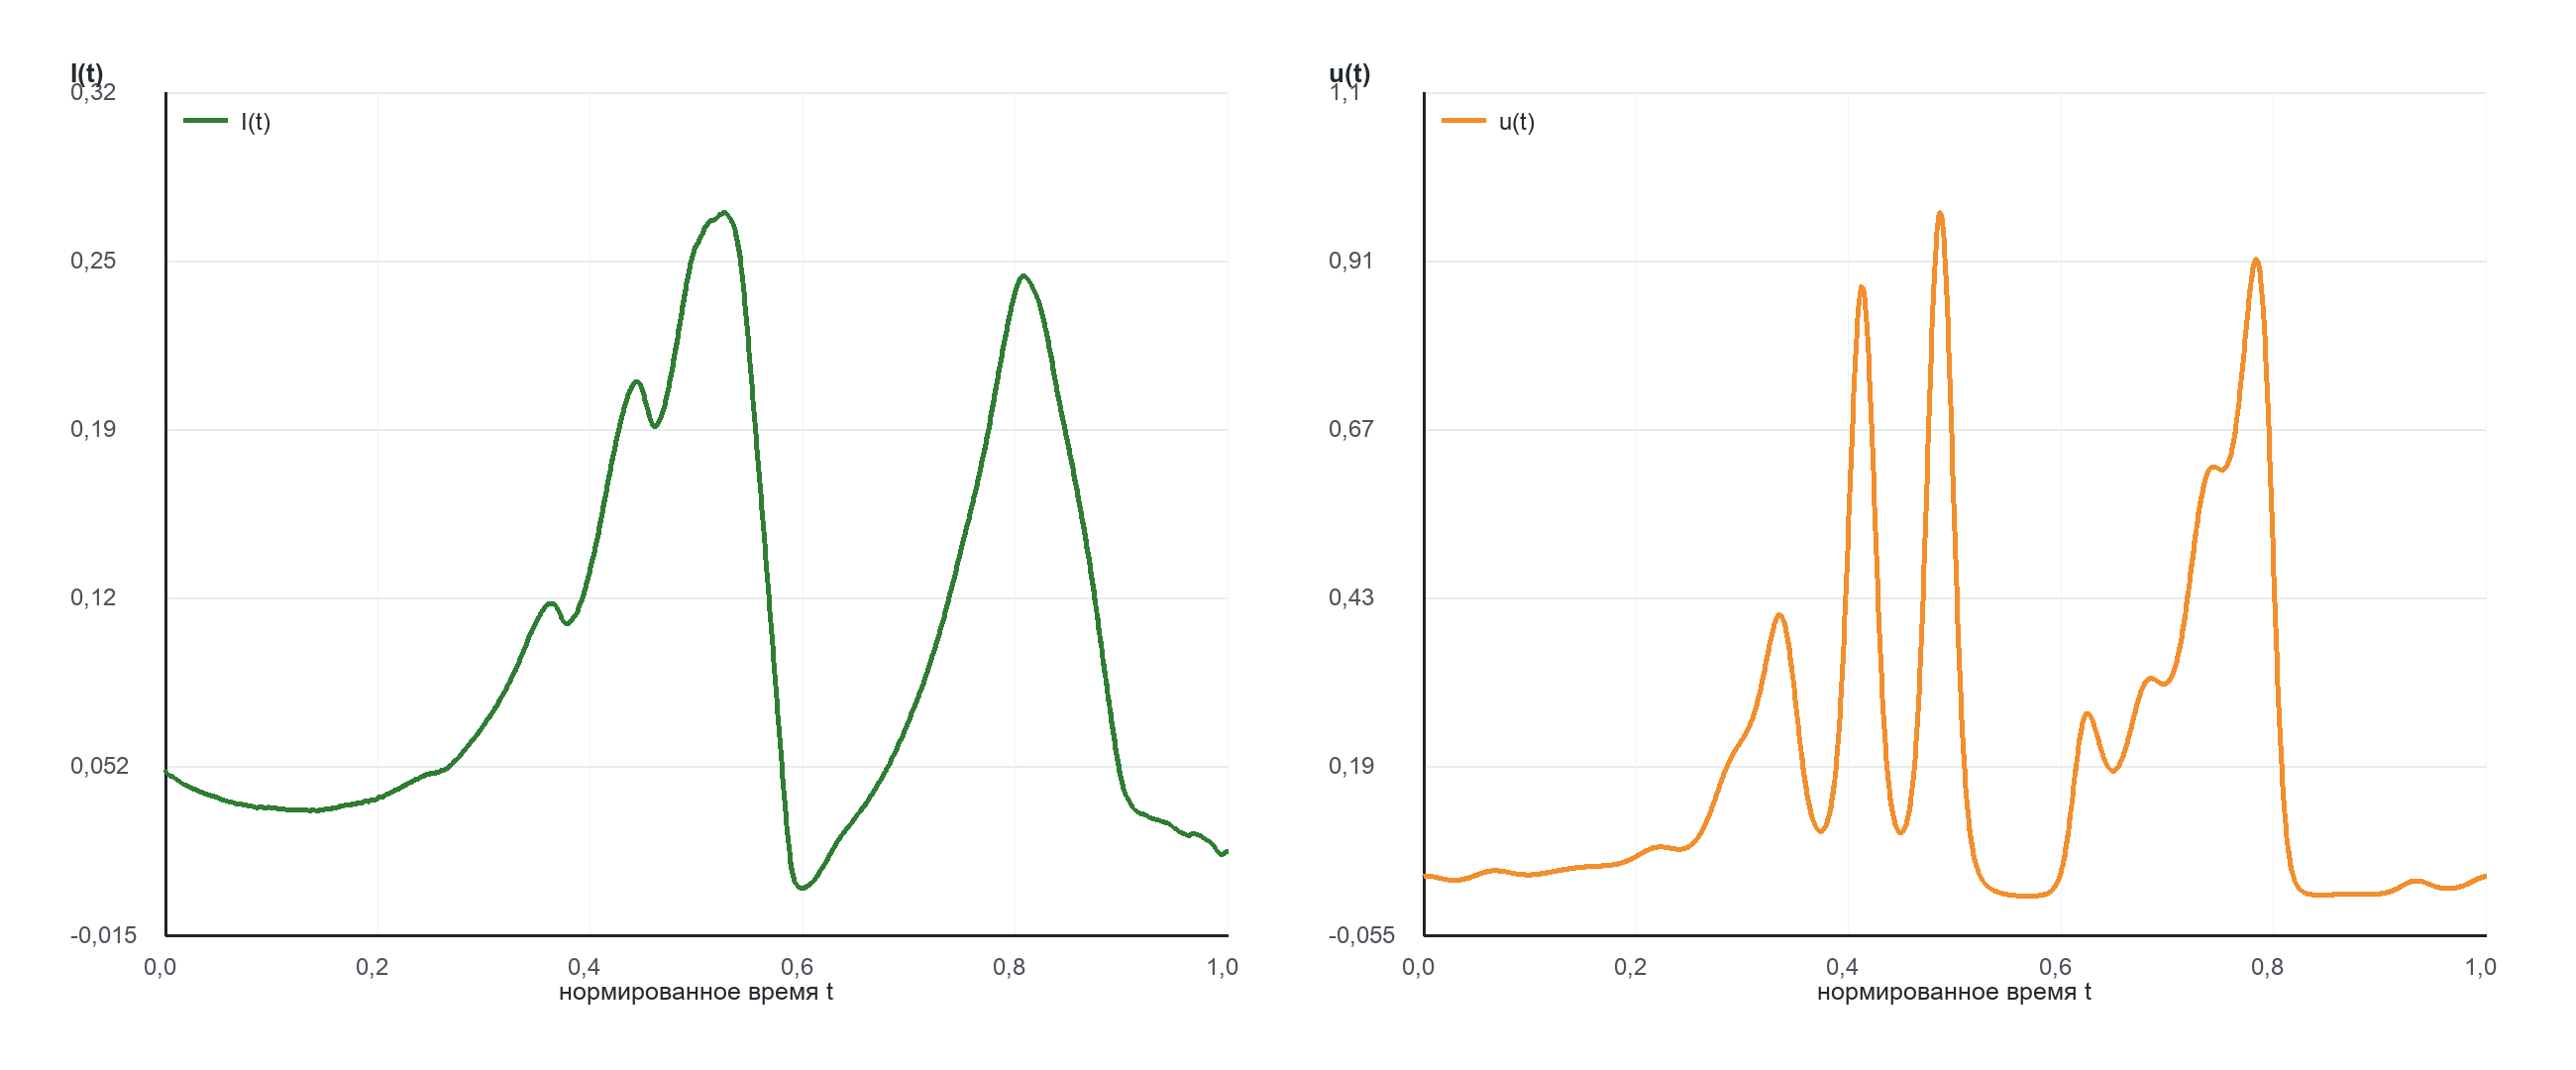 I(t)
0,32
I(t)
0,25
0,19
0,12
0,052
-0,015
0,0 0,2 0,4 0,6 0,8 1,0
нормированное время t
u(t)
1,1
u(t)
0,91
0,67
0,43
0,19
-0,055
0,0 0,2 0,4 0,6 0,8 1,0
нормированное время t